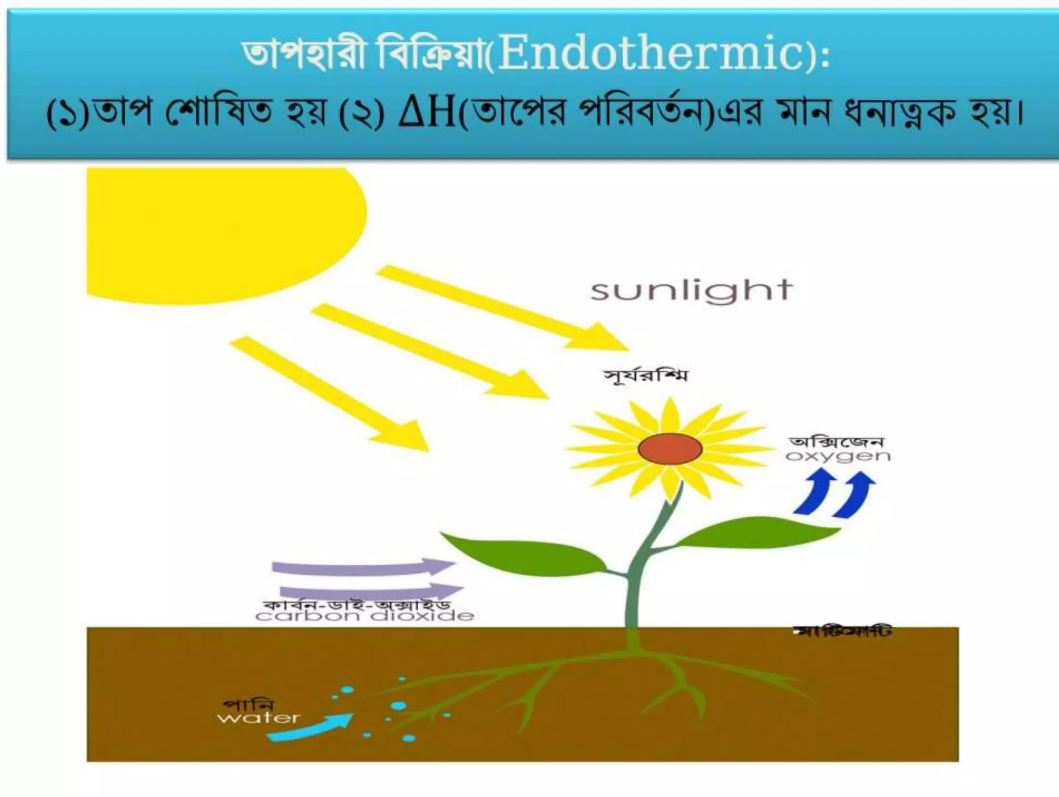 তাপহারী বিক্রিয়া(Endothermic):
(১)তাপ শোষিত হয় (২) ΔH(তাপের পরিবর্তন)এর মান ধনাত্নক হয়।
sunlight
সূর্যরশ্মি
অক্সিজেন
oxygen
কার্বন-ডাই-অক্সাইড
carbon dioxide
পানি
water